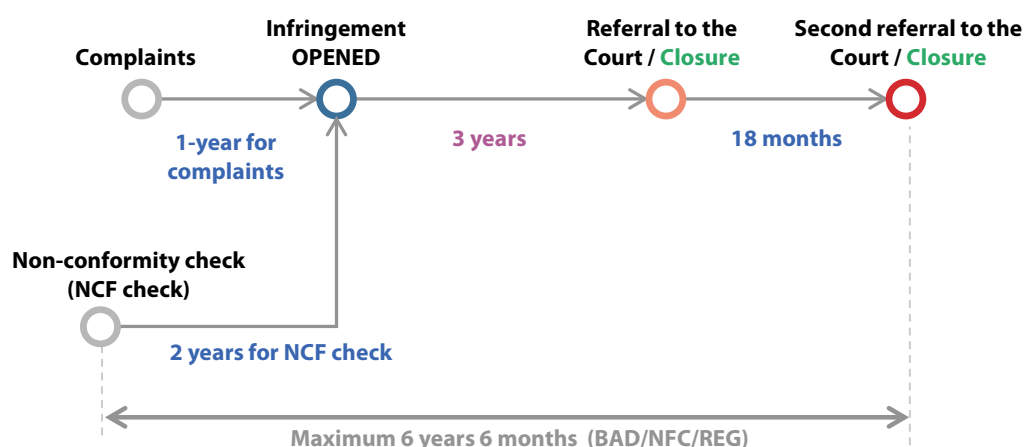 Complaints
Infringement
OPENED
Referral to the
Court / Closure
Second referral to the
Court / Closure
1-year for
complaints
3 years
18 months
Non-conformity check
(NCF check)
2 years for NCF check
Maximum 6 years 6 months (BAD/NFC/REG)